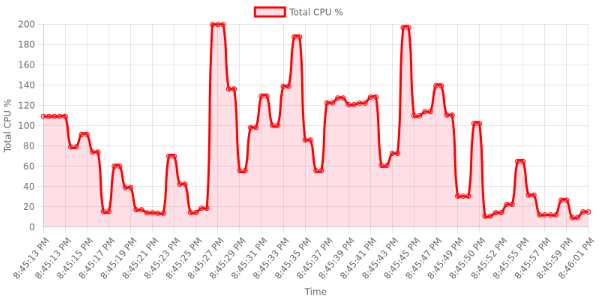 Total CPU %
200
180
160
140
120
100
80
60
40
20
0
Total CPU %
8:45:13 PM
8:45:13 PM
8:45:15 PM
8:45:17 PM
8:45:19 PM
8:45:21 PM
8:45:23 PM
8:45:25 PM
8:45:27 PM
8:45:29 PM
8:45:31 PM
8:45:33 PM
8:45:35 PM
8:45:37 PM
8:45:39 PM
8:45:41 PM
8:45:43 PM
8:45:45 PM
8:45:47 PM
8:45:49 PM
8:45:50 PM
8:45:52 PM
8:45:55 PM
8:45:57 PM
8:45:59 PM
8:46:01 PM
Time